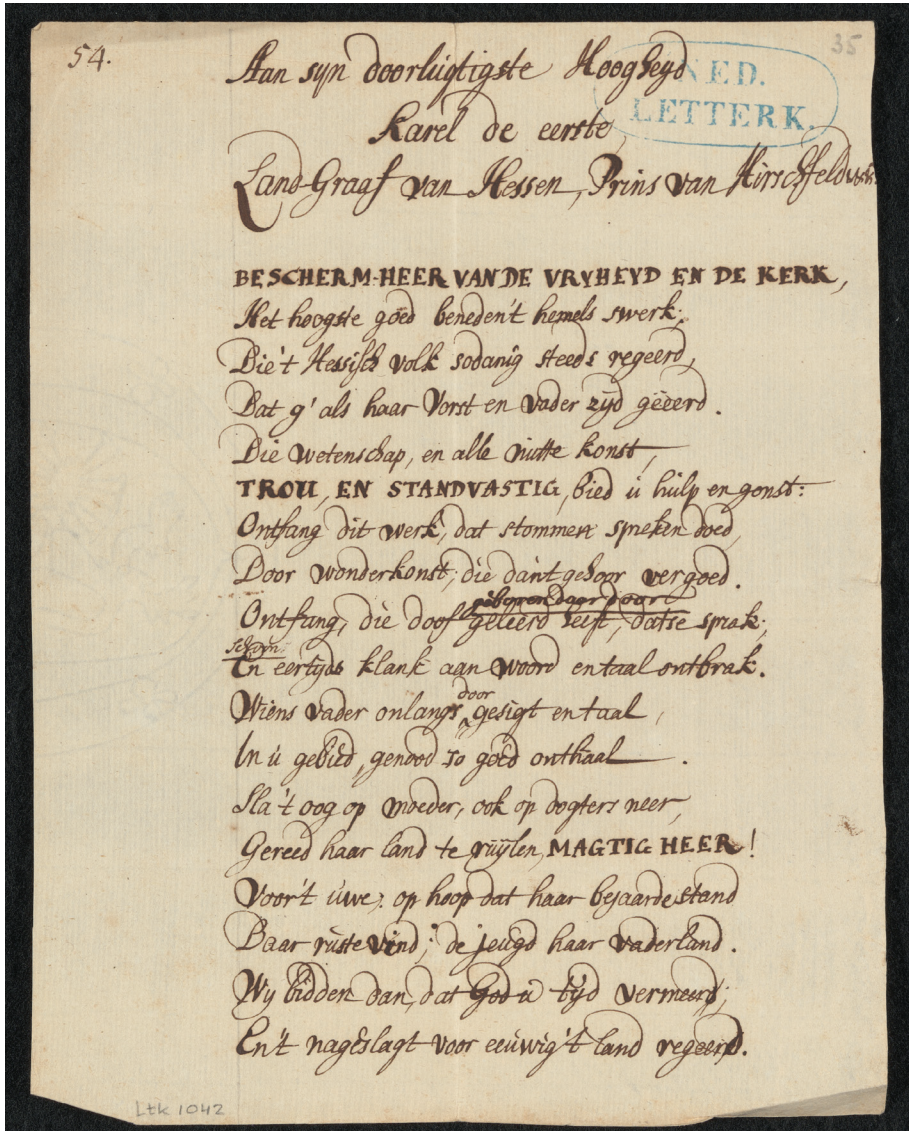 54.
35
NED.
LETTERK.
Aan syn doorlugtigste Hoogheyd
Karel de eerste,
Land-Graaf van Hessen, Prins van Hirschfeld
BESCHERM-HEER VAN DE VRYHEYD EN DE KERK,
Het hoogste goed beneden't hemels swerk;
Die't Hessisch volk sodanig steeds regeerd,
Dat g'als haar Vorst en Vader zyd geëerd.
Die wetenschap, en alle nutte konst,
TROU, EN STANDVASTIG, bied u hulp en gonst:
Ontfang dit werk, dat stommen spreken doed,
Door wonderkonst; die dan't gehoor vergoed.
geboren daar door
Ontfang, die doof geleerd heeft, datse sprak;
schoon
En eertyds klank aan woord en taal ontbrak.
door
Wiens vader onlangs gesigt en taal,
In u gebied, genood so goed onthaal.
Sla't oog op moeder, ook op dogters neer,
Gereed haar land te ruylen, MAGTIG HEER!
Voor't uwe; op hoop dat haar bejaarde stand
Daar ruste vind; de jeugd haar vaderland.
Wy bidden dan, dat God u tyd vermeerd;
En't nageslagt voor eeuwig't land regeerd.
Ltk 1042